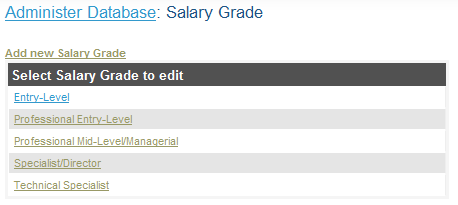 Administer Database: Salary Grade
Add new Salary Grade
Select Salary Grade to edit
Entry-Level
Professional Entry-Level
Professional Mid-Level/Managerial
Specialist/Director
Technical Specialist